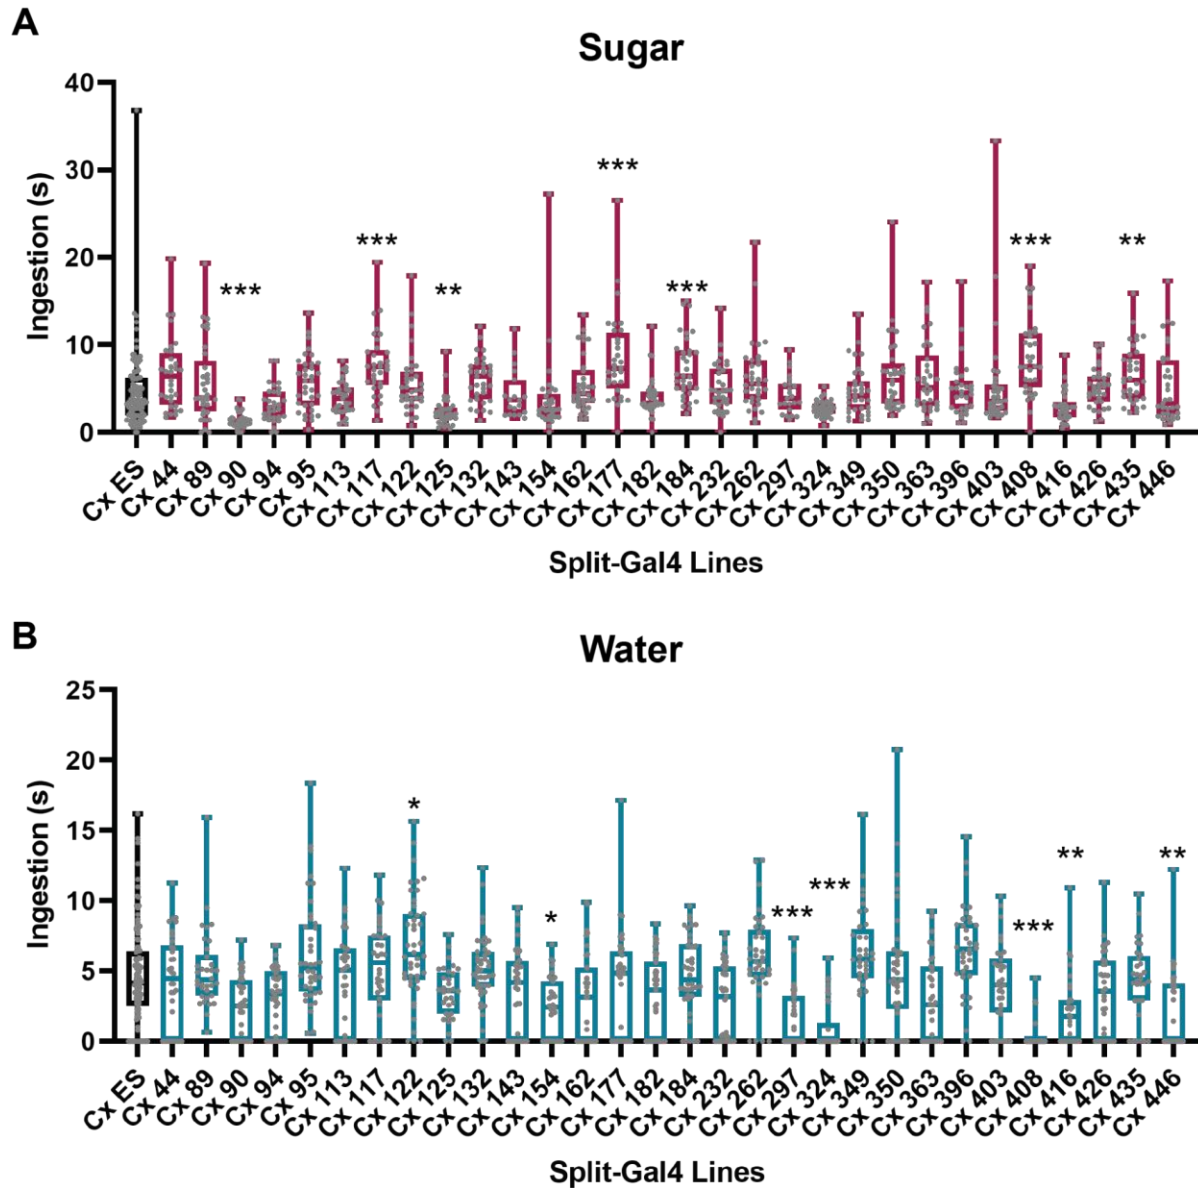 A
Sugar
40
30
20
10
0
Ingestion (s)
***
***
**
***
***
***
**
Cx ES
Cx 44
Cx 89
Cx 90
Cx 94
Cx 95
Cx 113
Cx 117
Cx 122
Cx 125
Cx 132
Cx 143
Cx 154
Cx 162
Cx 177
Cx 182
Cx 184
Cx 232
Cx 262
Cx 297
Cx 324
Cx 349
Cx 350
Cx 363
Cx 396
Cx 403
Cx 408
Cx 416
Cx 426
Cx 435
Cx 446
Split-Gal4 Lines
B
Water
25
20
15
10
5
0
Ingestion (s)
*
*
***
***
***
**
**
Cx ES
Cx 44
Cx 89
Cx 90
Cx 94
Cx 95
Cx 113
Cx 117
Cx 122
Cx 125
Cx 132
Cx 143
Cx 154
Cx 162
Cx 177
Cx 182
Cx 184
Cx 232
Cx 262
Cx 297
Cx 324
Cx 349
Cx 350
Cx 363
Cx 396
Cx 403
Cx 408
Cx 416
Cx 426
Cx 435
Cx 446
Split-Gal4 Lines